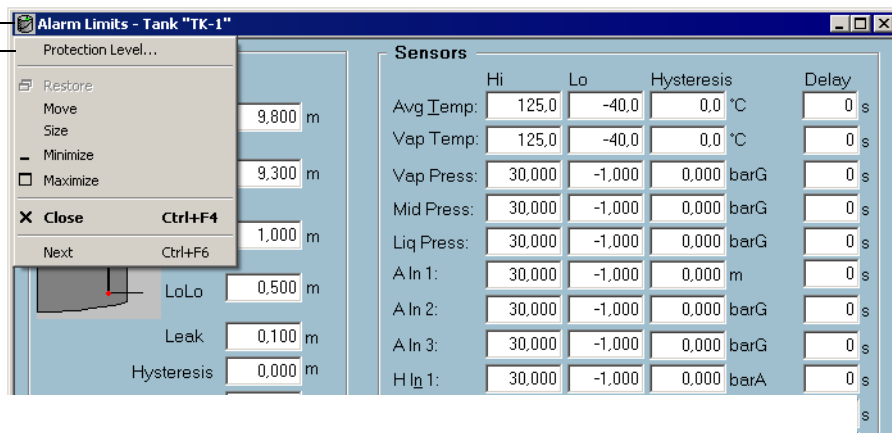 Alarm Limits - Tank "TK-1"
Protection Level...
Restore
Move
Size
Minimize
Maximize
Close Ctrl+F4
Next Ctrl+F6
9,800 m
9,300 m
1,000 m
LoLo 0,500 m
Leak 0,100 m
Hysteresis 0,000 m
Sensors
Hi Lo Hysteresis Delay
Avg Temp: 125,0 -40,0 0,0 °C 0 s
Vap Temp: 125,0 -40,0 0,0 °C 0 s
Vap Press: 30,000 -1,000 0,000 barG 0 s
Mid Press: 30,000 -1,000 0,000 barG 0 s
Liq Press: 30,000 -1,000 0,000 barG 0 s
A In 1: 30,000 -1,000 0,000 m 0 s
A In 2: 30,000 -1,000 0,000 barG 0 s
A In 3: 30,000 -1,000 0,000 barG 0 s
H In 1: 30,000 -1,000 0,000 barA 0 s
s